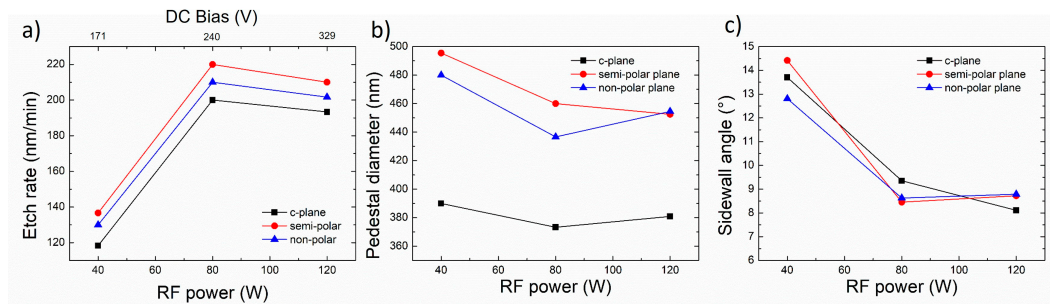 a)
DC Bias (V)
171 240 329
Etch rate (nm/min)
220
200
180
160
140
120
c-plane
semi-polar
non-polar
40 60 80 100 120
RF power (W)
b)
Pedestal diameter (nm)
500
480
460
440
420
400
380
360
c-plane
semi-polar plane
non-polar plane
40 60 80 100 120
RF power (W)
c)
Sidewall angle (°)
15
14
13
12
11
10
9
8
7
6
c-plane
semi-polar plane
non-polar plane
40 60 80 100 120
RF power (W)